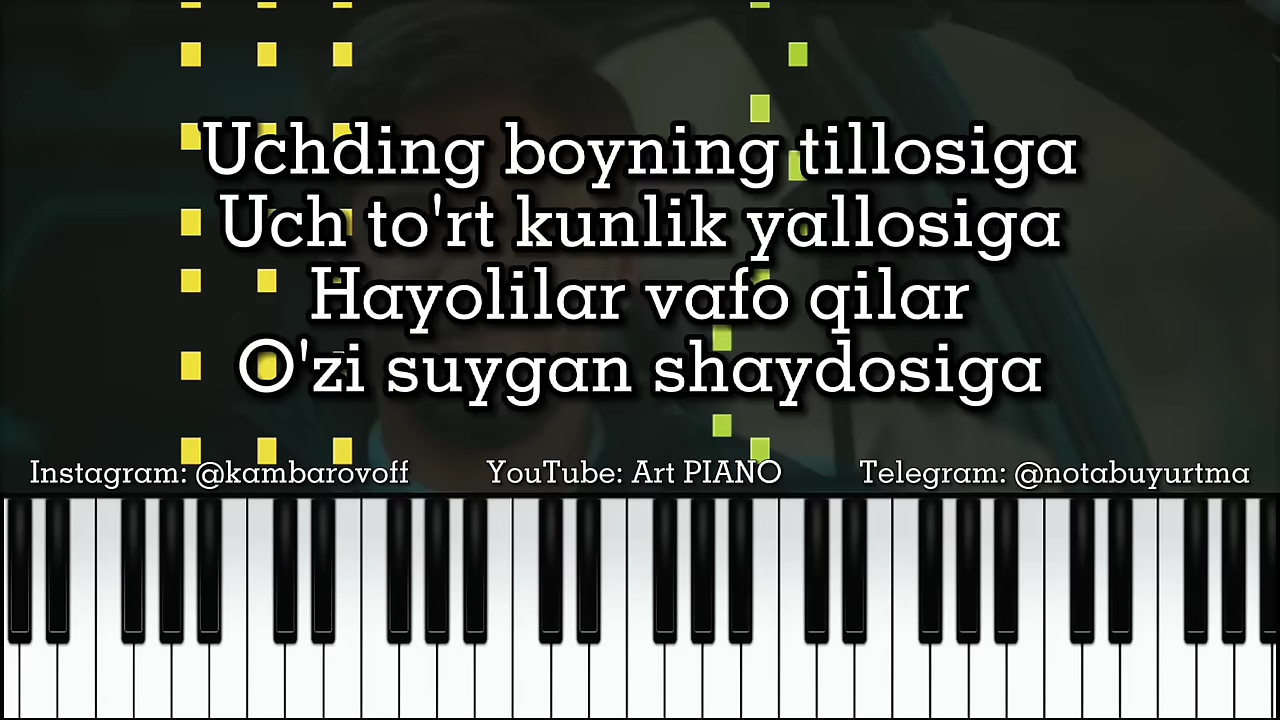 Uchding boyning tillosiga
Uch to'rt kunlik yallosiga
Hayolilar vafo qilar
O'zi suygan shaydosiga
Instagram: @kambarovoff YouTube: Art PIANO Telegram: @notabuyurtma